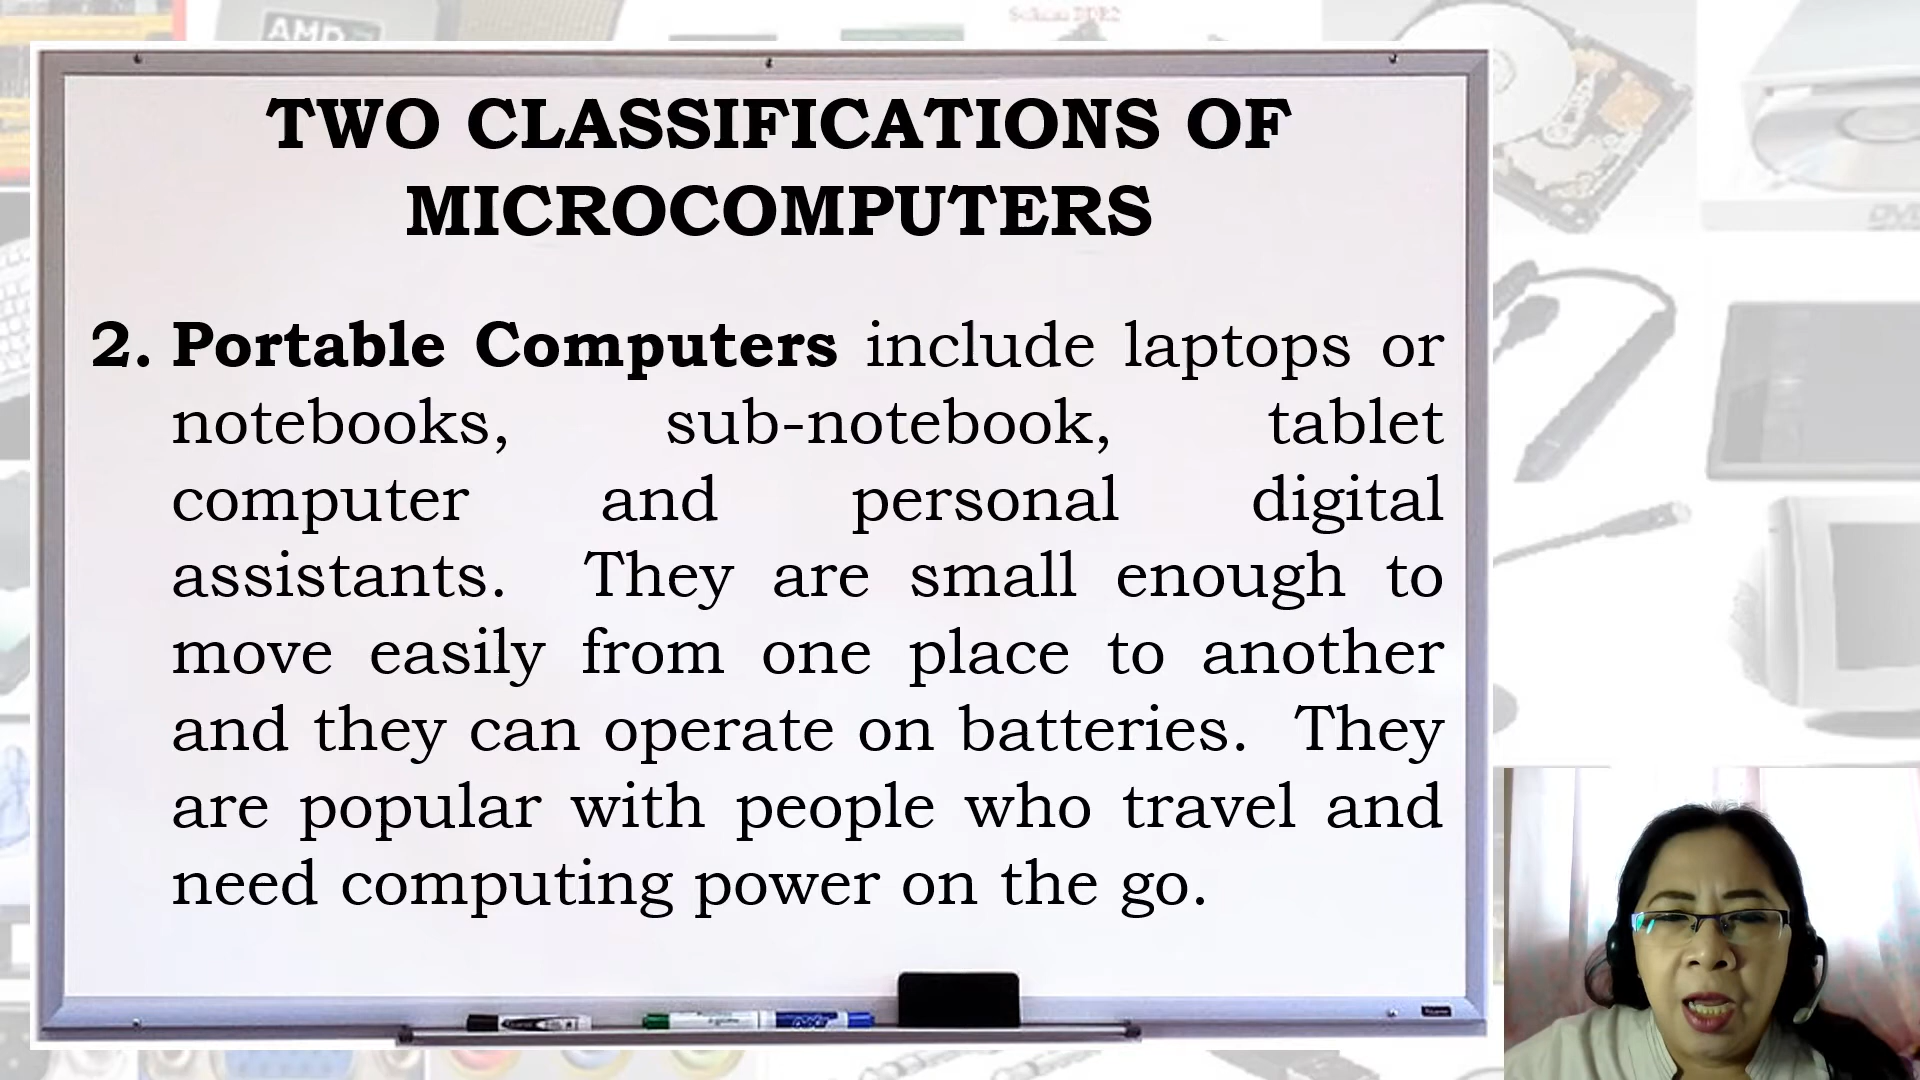 AMD
TWO CLASSIFICATIONS OF
MICROCOMPUTERS
2. Portable Computers include laptops or
notebooks, sub-notebook, tablet
computer and personal digital
assistants. They are small enough to
move easily from one place to another
and they can operate on batteries. They
are popular with people who travel and
need computing power on the go.